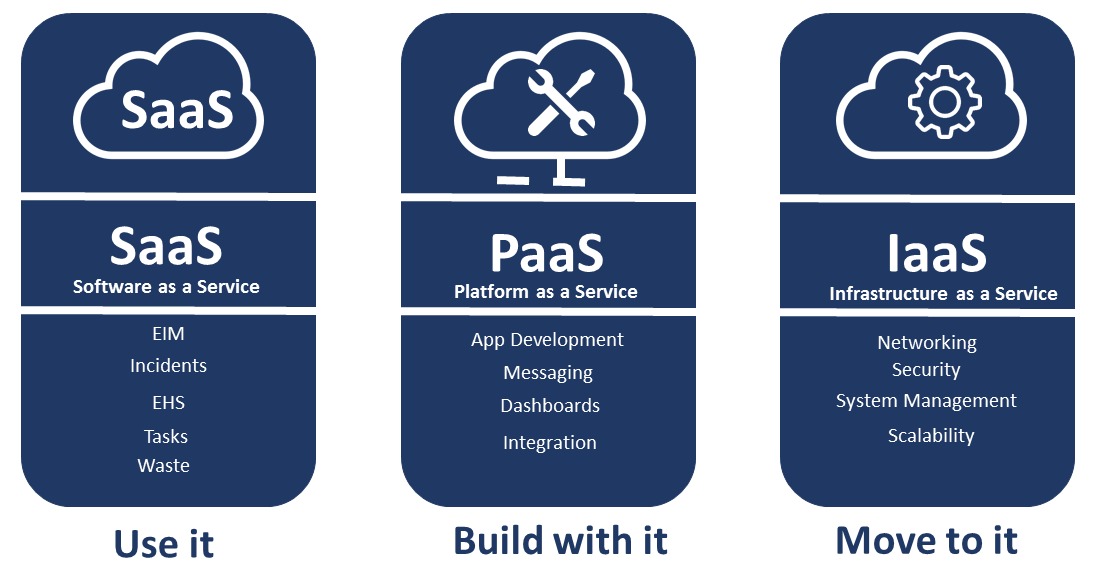 SaaS
SaaS
Software as a Service
EIM
Incidents
EHS
Tasks
Waste
Use it
PaaS
Platform as a Service
App Development
Messaging
Dashboards
Integration
Build with it
IaaS
Infrastructure as a Service
Networking
Security
System Management
Scalability
Move to it